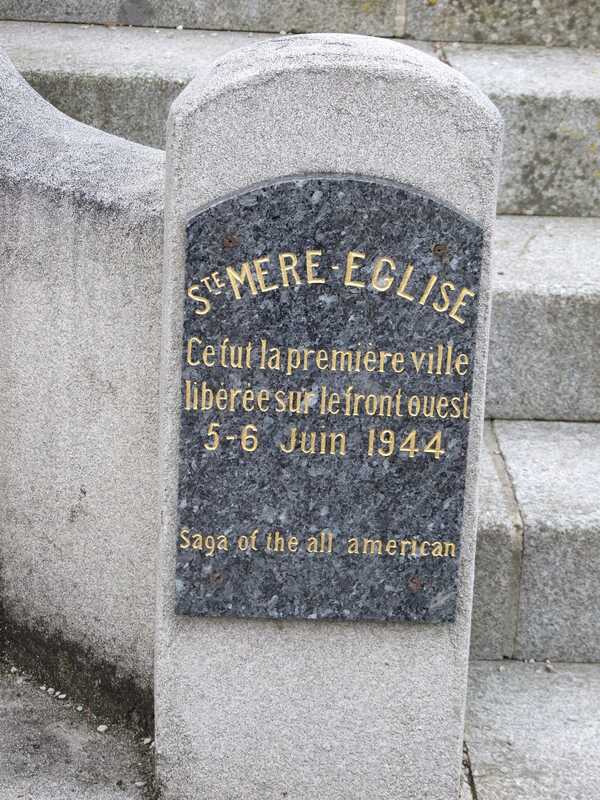 Ste MERE-EGLISE
Ce fut la première ville
libérée sur le front ouest
5-6 Juin 1944
Saga of the all american